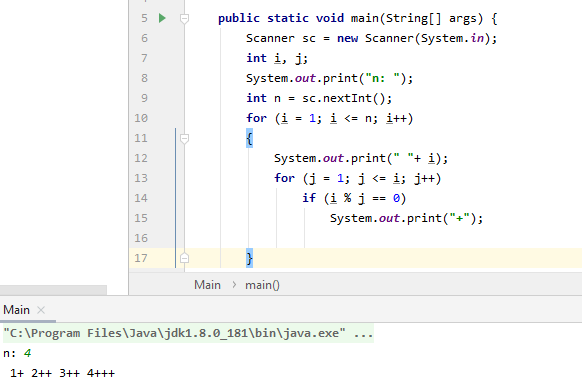 5 public static void main(String[] args) {
6 Scanner sc = new Scanner(System.in);
7 int i, j;
8 System.out.print("n: ");
9 int n = sc.nextInt();
10 for (i = 1; i <= n; i++)
11 {
12 System.out.print(" "+ i);
13 for (j = 1; j <= i; j++)
14 if (i % j == 0)
15 System.out.print("+");
16
17 }
Main > main()
Main ×
"C:\Program Files\Java\jdk1.8.0_181\bin\java.exe" ...
n: 4
1+ 2++ 3++ 4+++